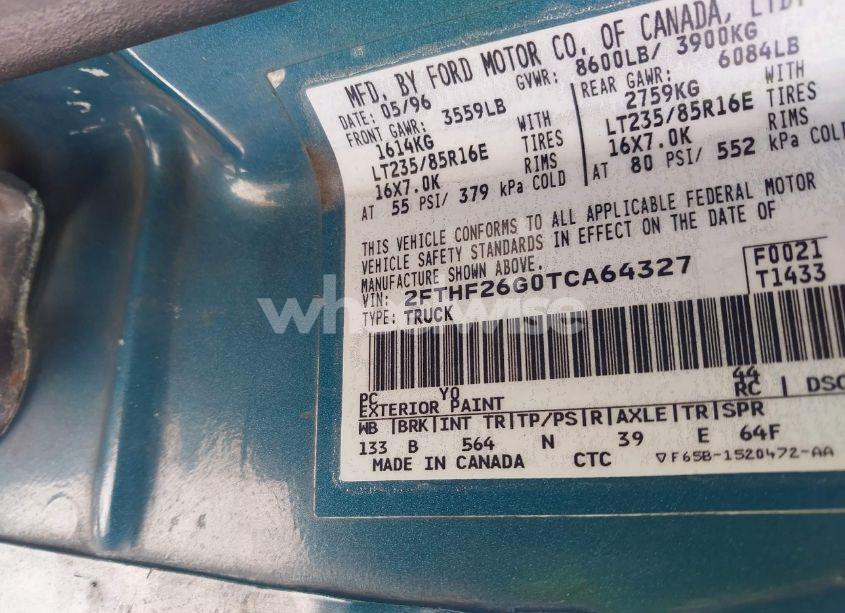 MFD. BY FORD MOTOR CO. OF CANADA, LTD.
DATE: 05/96 GVWR: 8600LB/ 3900KG
FRONT GAWR: 3559LB REAR GAWR: 6084LB
1614KG WITH 2759KG WITH
LT235/85R16E TIRES LT235/85R16E TIRES
16X7.0K RIMS 16X7.0K RIMS
AT 55 PSI/ 379 kPa COLD AT 80 PSI/ 552 kPa COLD
THIS VEHICLE CONFORMS TO ALL APPLICABLE FEDERAL MOTOR
VEHICLE SAFETY STANDARDS IN EFFECT ON THE DATE OF
MANUFACTURE SHOWN ABOVE.
VIN: 2FTHF26G0TCA64327 F0021
TYPE: TRUCK T1433
wheelwise
PC YO 44
EXTERIOR PAINT RC DSO
WB BRK INT TR TP/PS R AXLE TR SPR
133 B 564 N 39 E 64F
MADE IN CANADA CTC ▽F65B-1520472-AA